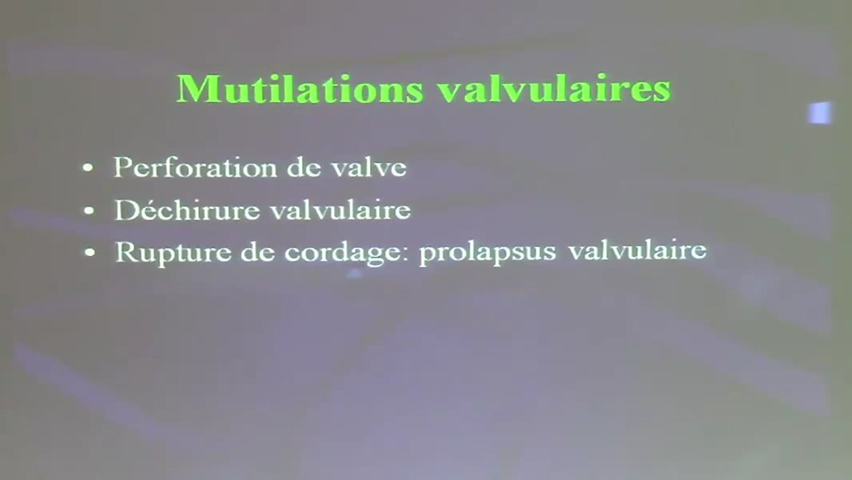 Mutilations valvulaires
• Perforation de valve
• Déchirure valvulaire
• Rupture de cordage: prolapsus valvulaire